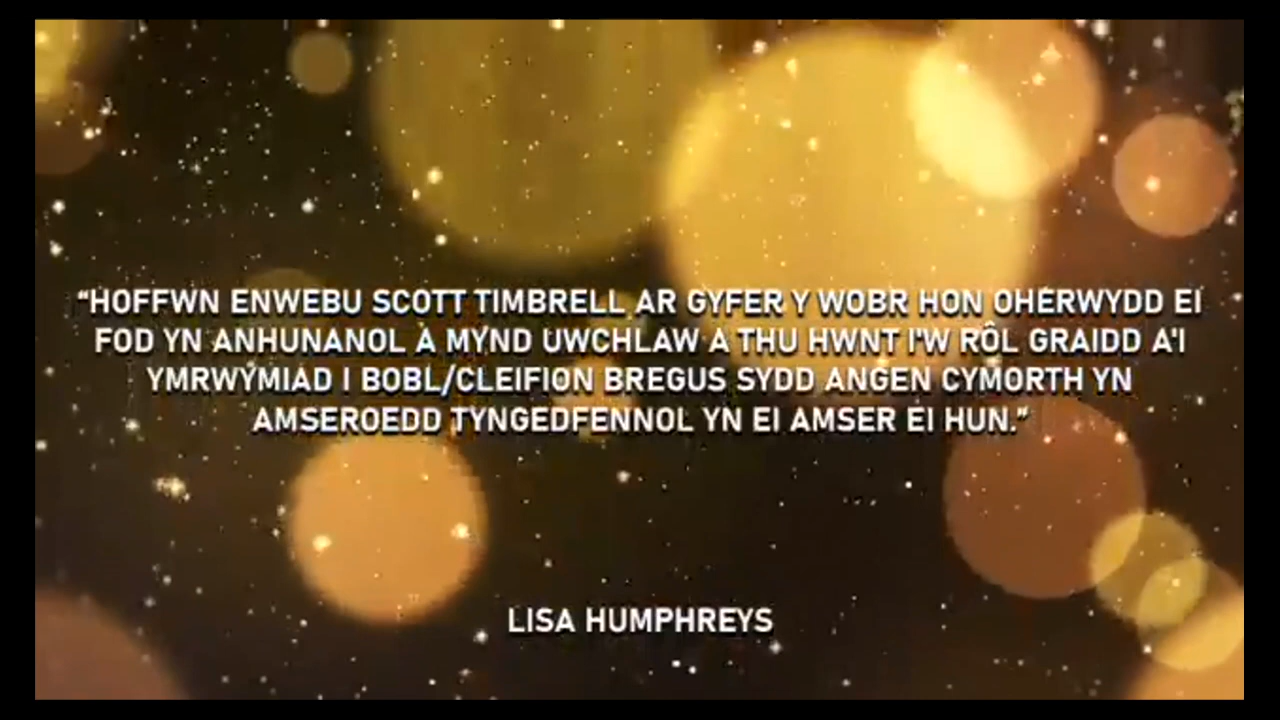 “HOFFWN ENWEBU SCOTT TIMBRELL AR GYFER Y WOBR HON OHERWYDD EI
FOD YN ANHUNANOL A MYND UWCHLAW A THU HWNT I'W RÔL GRAIDD A'I
YMRWYMIAD I BOBL/CLEIFION BREGUS SYDD ANGEN CYMORTH YN
AMSEROEDD TYNGEDFENNOL YN EI AMSER EI HUN.”
LISA HUMPHREYS